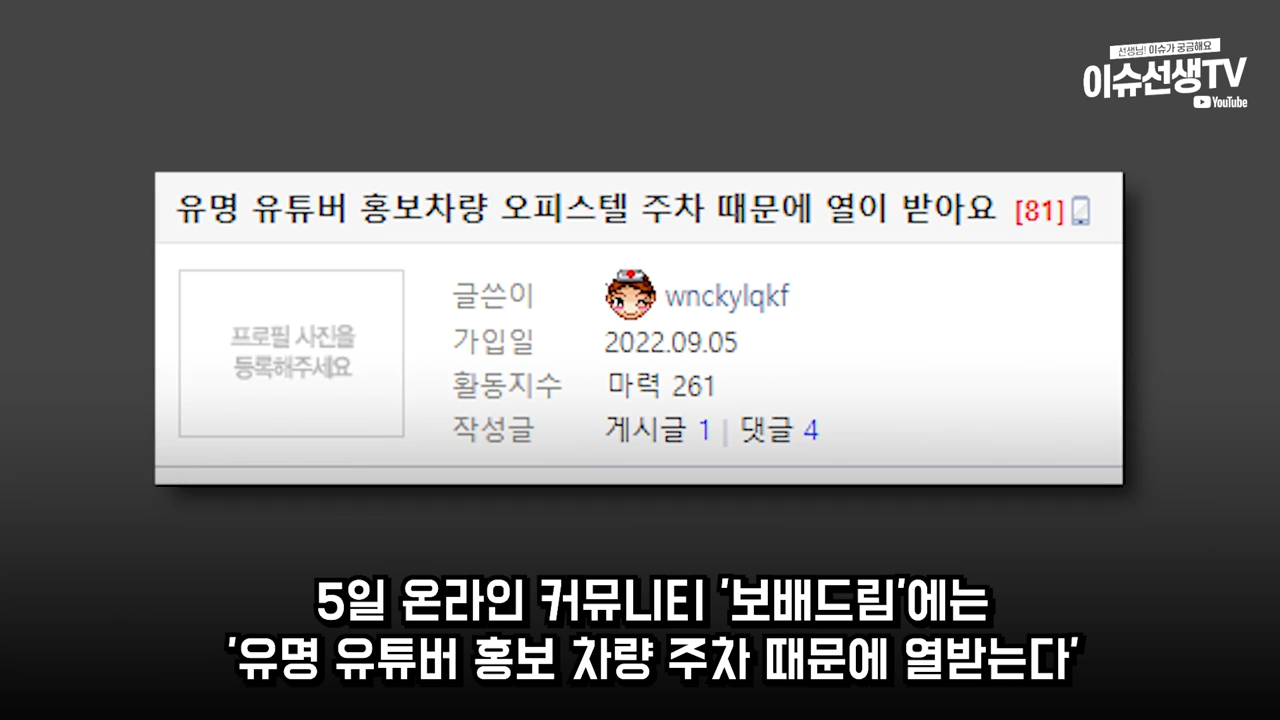 선생님! 이슈가 궁금해요
이슈선생TV
YouTube
유명 유튜버 홍보차량 오피스텔 주차 때문에 열이 받아요 [81]
프로필 사진을
등록해주세요
글쓴이 wnckylqkf
가입일 2022.09.05
활동지수 마력 261
작성글 게시글 1 | 댓글 4
5일 온라인 커뮤니티 '보배드림'에는
'유명 유튜버 홍보 차량 주차 때문에 열받는다'